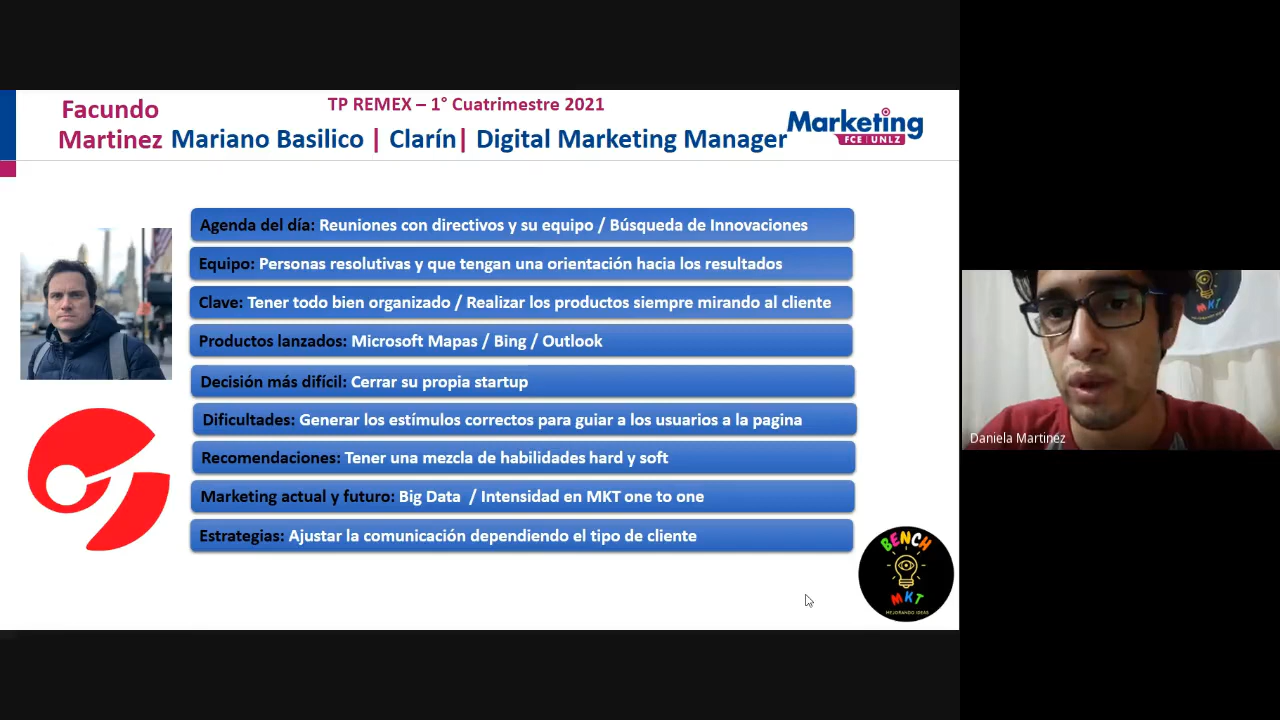 Facundo
Martinez
TP REMEX – 1° Cuatrimestre 2021
Mariano Basilico | Clarín| Digital Marketing Manager
Marketing
FCE | UNLZ
Agenda del día: Reuniones con directivos y su equipo / Búsqueda de Innovaciones
Equipo: Personas resolutivas y que tengan una orientación hacia los resultados
Clave: Tener todo bien organizado / Realizar los productos siempre mirando al cliente
Productos lanzados: Microsoft Mapas / Bing / Outlook
Decisión más difícil: Cerrar su propia startup
Dificultades: Generar los estímulos correctos para guiar a los usuarios a la pagina
Recomendaciones: Tener una mezcla de habilidades hard y soft
Marketing actual y futuro: Big Data / Intensidad en MKT one to one
Estrategias: Ajustar la comunicación dependiendo el tipo de cliente
BENCH
MKT
MEJORANDO IDEAS
MKT
Daniela Martinez